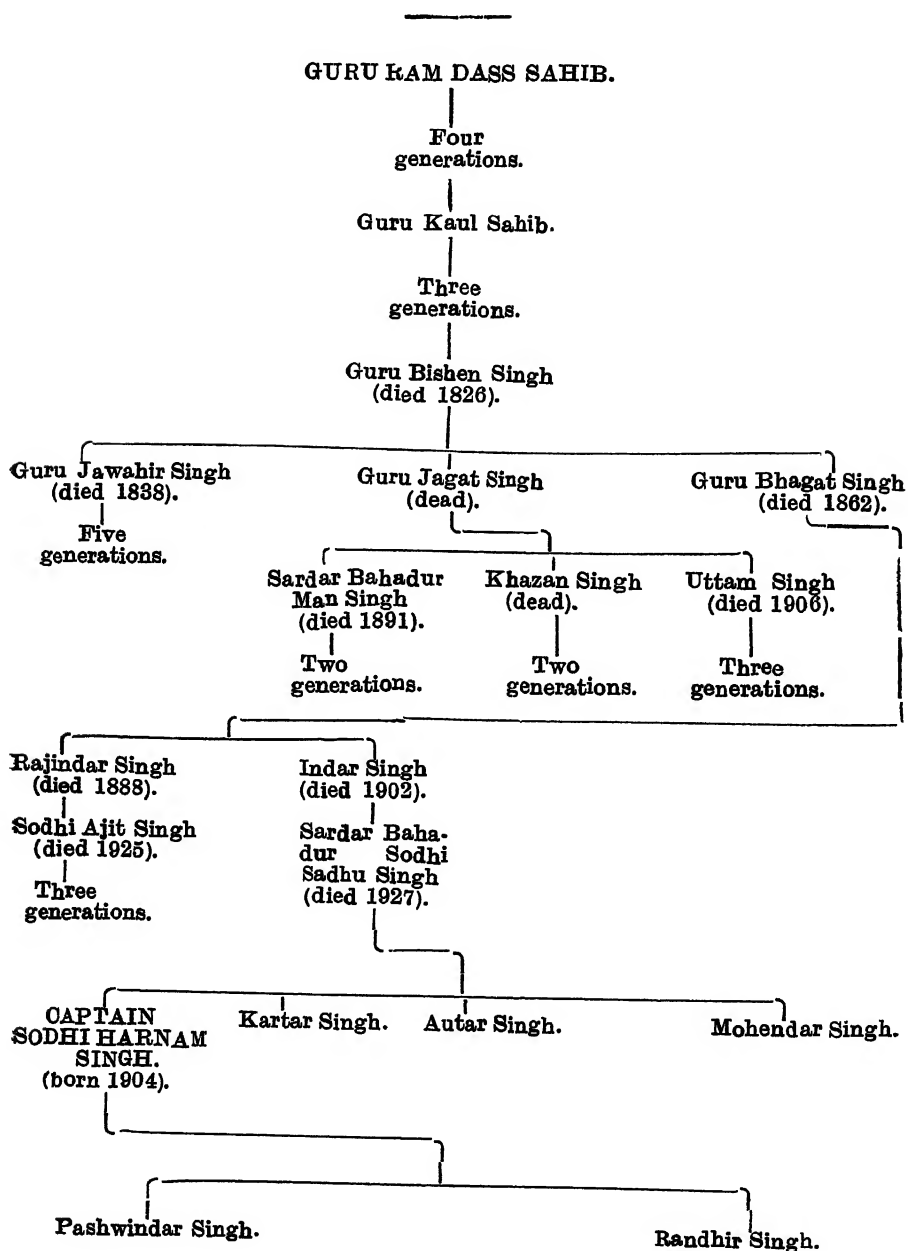 GURU RAM DASS SAHIB.
Four
generations.
Guru Kaul Sahib.
Three
generations.
Guru Bishen Singh
(died 1826).
Guru Jawahir Singh
(died 1838).
Five
generations.
Guru Jagat Singh
(dead).
Guru Bhagat Singh
(died 1862).
Sardar Bahadur
Man Singh
(died 1891).
Two
generations.
Khazan Singh
(dead).
Two
generations.
Uttam Singh
(died 1906).
Three
generations.
Rajindar Singh
(died 1888).
Sodhi Ajit Singh
(died 1925).
Three
generations.
Indar Singh
(died 1902).
Sardar Baha-
dur Sodhi
Sadhu Singh
(died 1927).
CAPTAIN
SODHI HARNAM
SINGH.
(born 1904).
Kartar Singh.
Autar Singh.
Mohendar Singh.
Pashwindar Singh.
Randhir Singh.